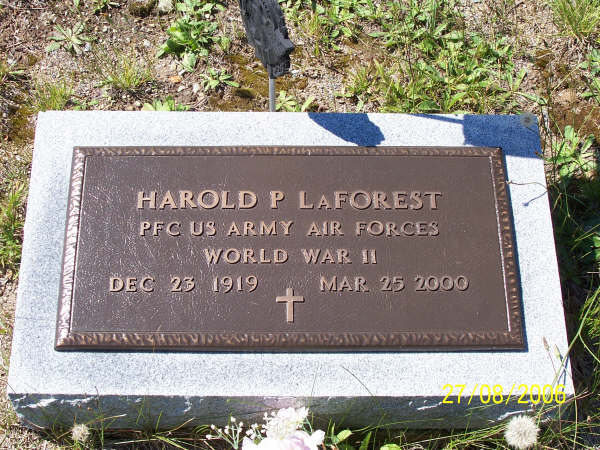 HAROLD P LaFOREST
PFC US ARMY AIR FORCES
WORLD WAR II
DEC 23 1919 MAR 25 2000
27/08/2006